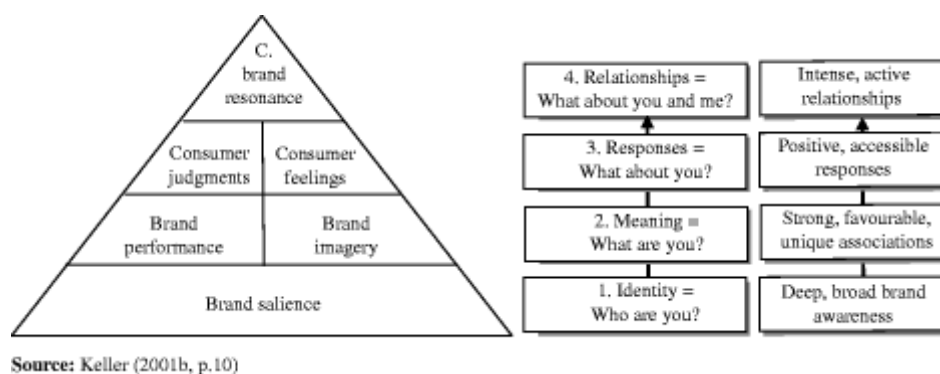 C.
brand
resonance
Consumer
judgments
Consumer
feelings
Brand
performance
Brand
imagery
Brand salience
4. Relationships =
What about you and me?
3. Responses =
What about you?
2. Meaning =
What are you?
1. Identity =
Who are you?
Intense, active
relationships
Positive, accessible
responses
Strong, favourable,
unique associations
Deep, broad brand
awareness
Source: Keller (2001b, p.10)